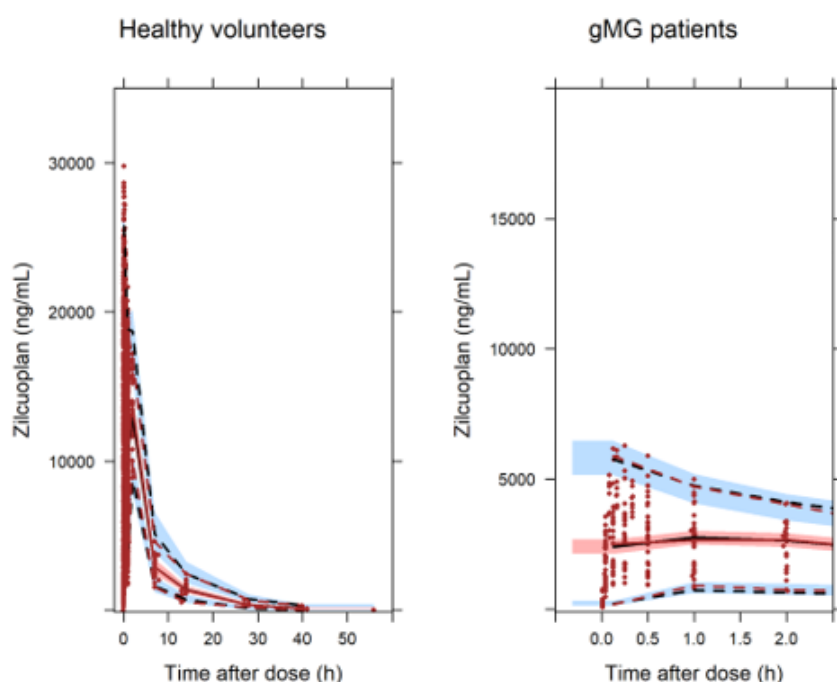 Healthy volunteers
gMG patients
30000
20000
10000
Zilcuoplan (ng/mL)
0 10 20 30 40 50
Time after dose (h)
15000
10000
5000
0
Zilcuoplan (ng/mL)
0.0 0.5 1.0 1.5 2.0
Time after dose (h)